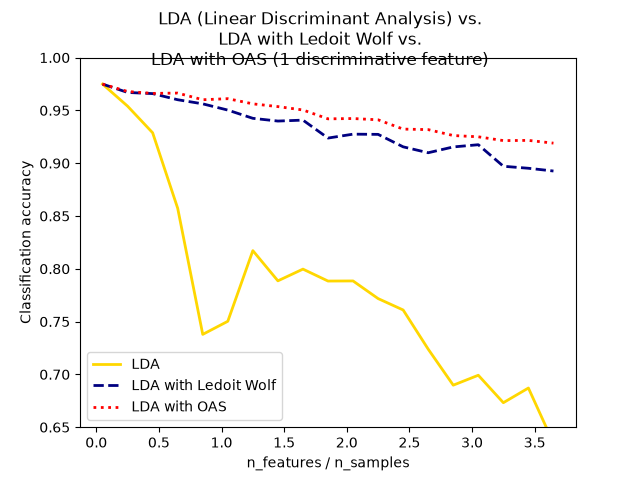 LDA (Linear Discriminant Analysis) vs.
LDA with Ledoit Wolf vs.
LDA with OAS (1 discriminative feature)
1.00
0.95
0.90
0.85
0.80
0.75
0.70
0.65
Classification accuracy
LDA
LDA with Ledoit Wolf
LDA with OAS
0.0 0.5 1.0 1.5 2.0 2.5 3.0 3.5
n_features / n_samples